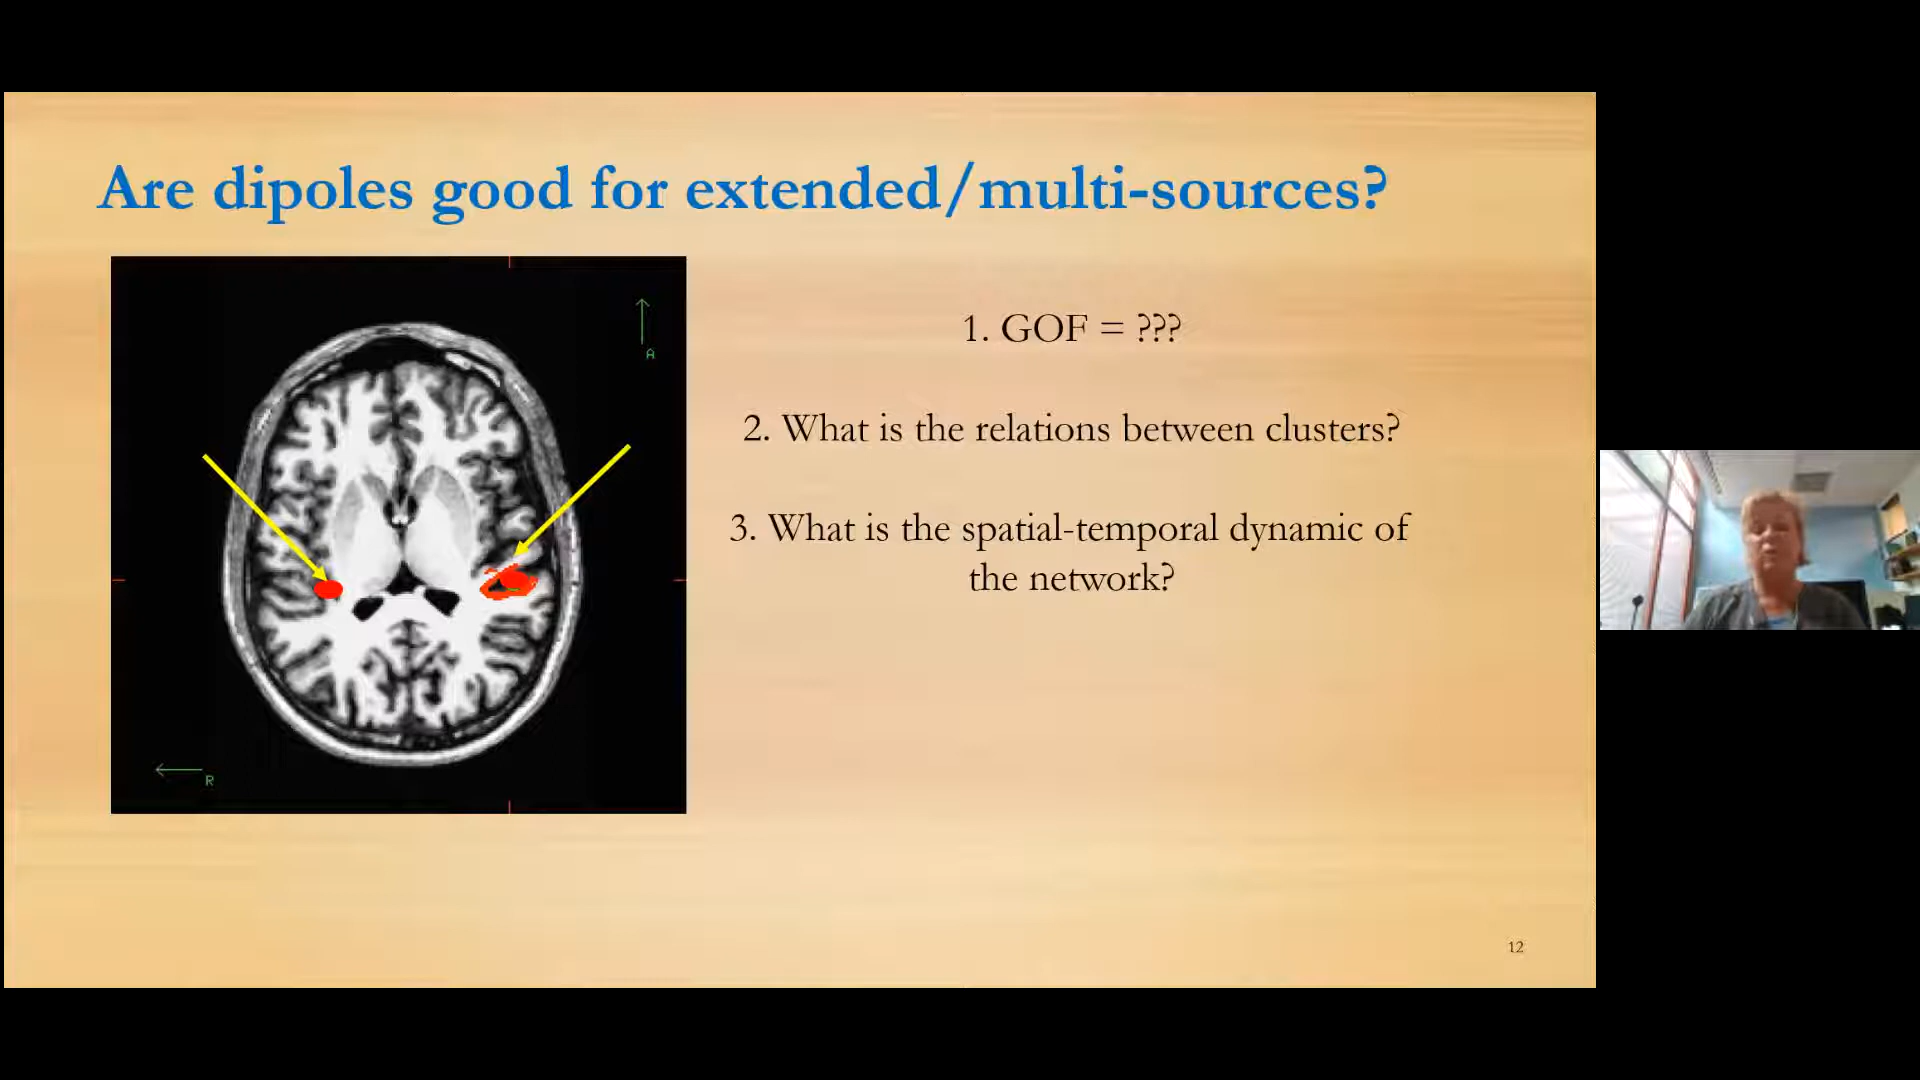 Are dipoles good for extended/multi-sources?
A
R
1. GOF = ???
2. What is the relations between clusters?
3. What is the spatial-temporal dynamic of
the network?
12